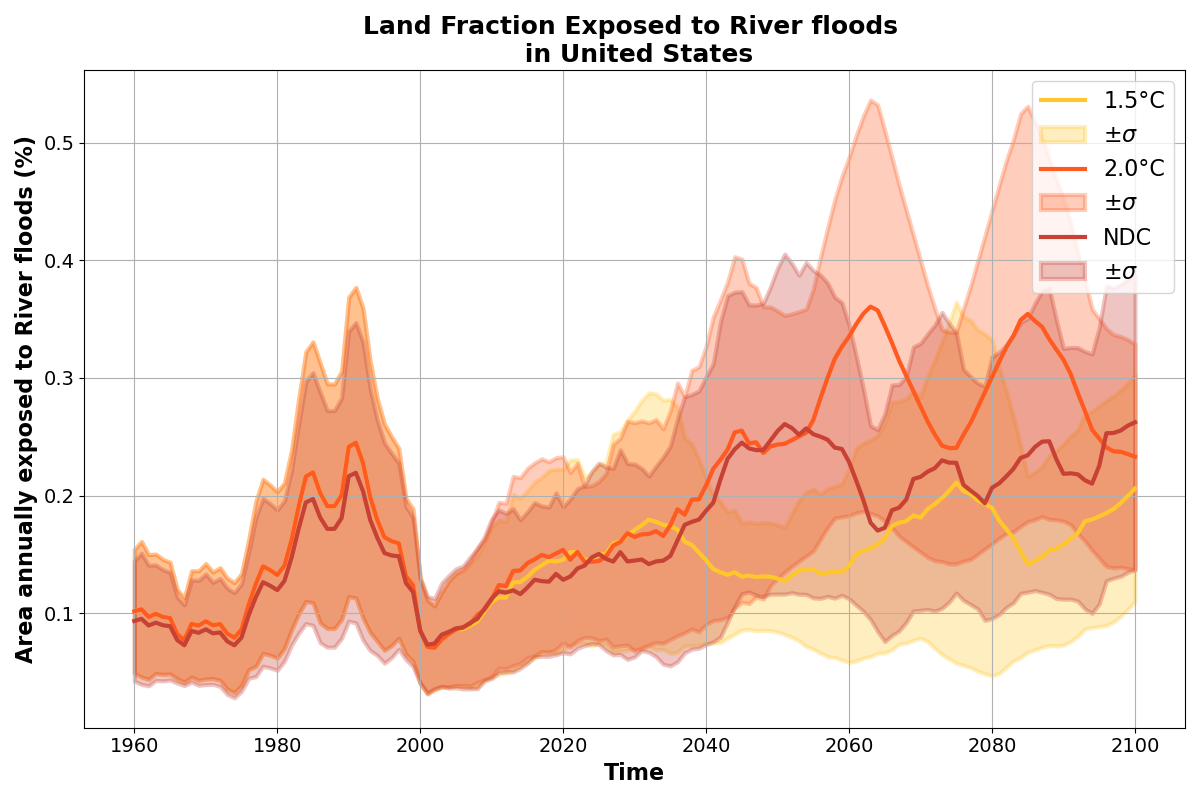 Land Fraction Exposed to River floods
in United States
Area annually exposed to River floods (%)
0.5
0.4
0.3
0.2
0.1
1.5°C
±σ
2.0°C
±σ
NDC
±σ
1960 1980 2000 2020 2040 2060 2080 2100
Time